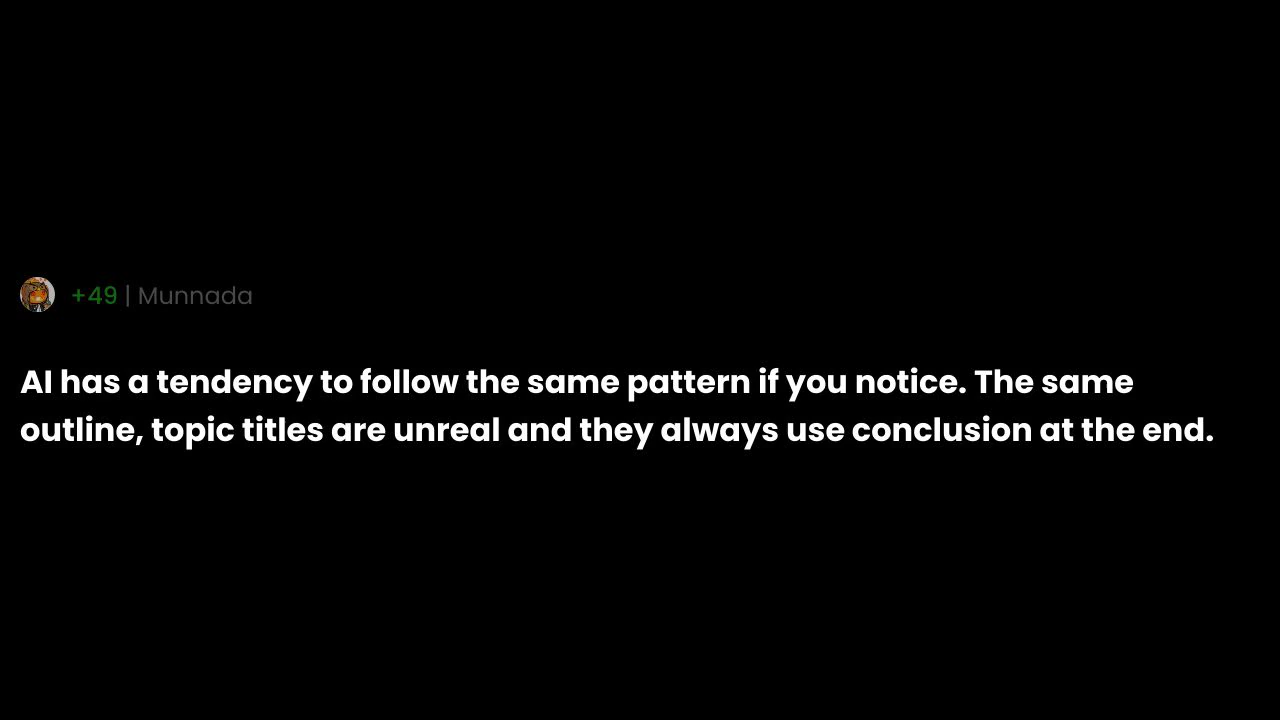 +49 | Munnada
AI has a tendency to follow the same pattern if you notice. The same
outline, topic titles are unreal and they always use conclusion at the end.